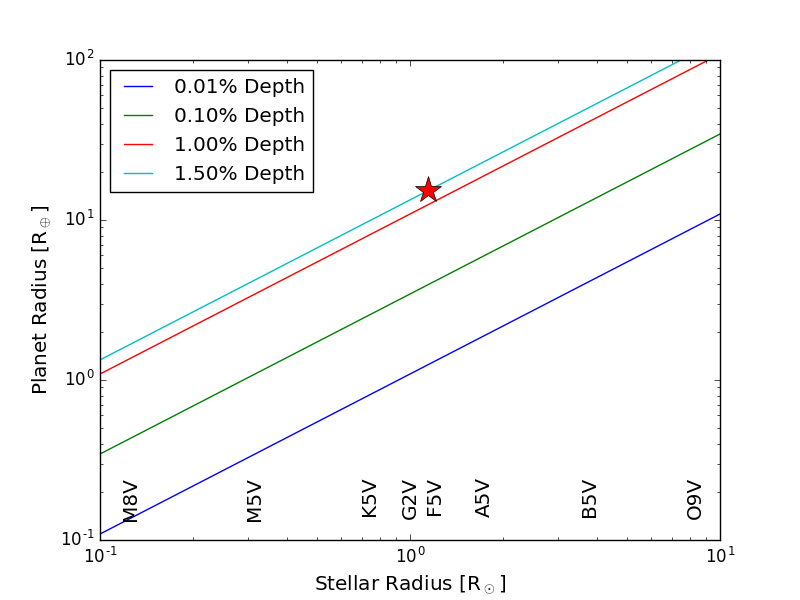 10²
0.01% Depth
0.10% Depth
1.00% Depth
1.50% Depth
10¹
Planet Radius [R⊕]
10⁰
M8V
M5V
K5V
G2V
F5V
A5V
B5V
O9V
10⁻¹
10⁻¹
10⁰
10¹
Stellar Radius [R☉]